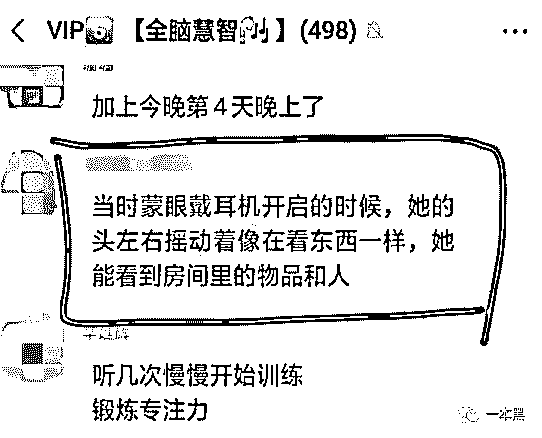 VIP 【全脑慧智 】(498)
加上今晚第4天晚上了
当时蒙眼戴耳机开启的时候，她的
头左右摇动着像在看东西一样，她
能看到房间里的物品和人
听几次慢慢开始训练
锻炼专注力
一本黑